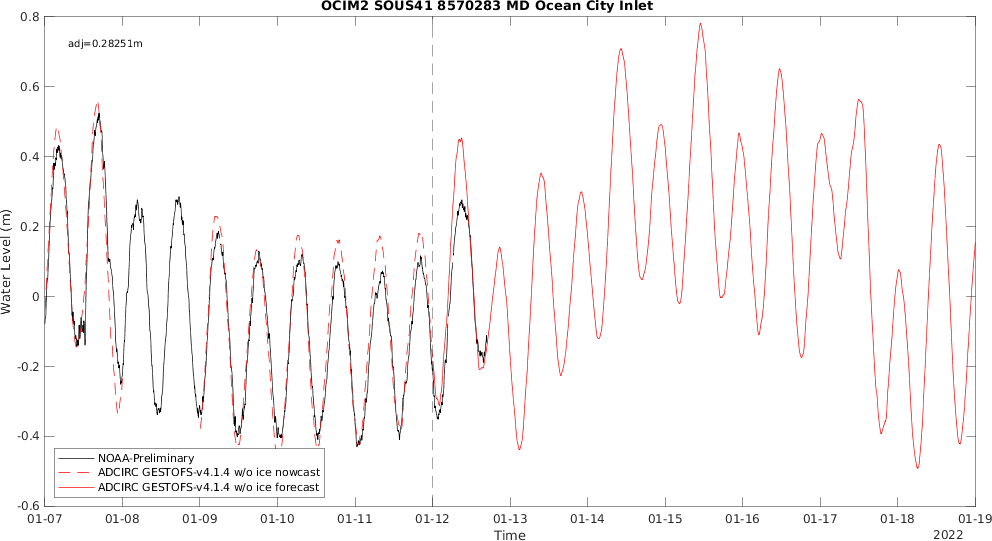 OCIM2 SOUS41 8570283 MD Ocean City Inlet
adj=0.28251m
0.8
0.6
0.4
0.2
0
-0.2
-0.4
-0.6
Water Level (m)
NOAA-Preliminary
ADCIRC GESTOFS-v4.1.4 w/o ice nowcast
ADCIRC GESTOFS-v4.1.4 w/o ice forecast
01-07 01-08 01-09 01-10 01-11 01-12 01-13 01-14 01-15 01-16 01-17 01-18 01-19
Time
2022